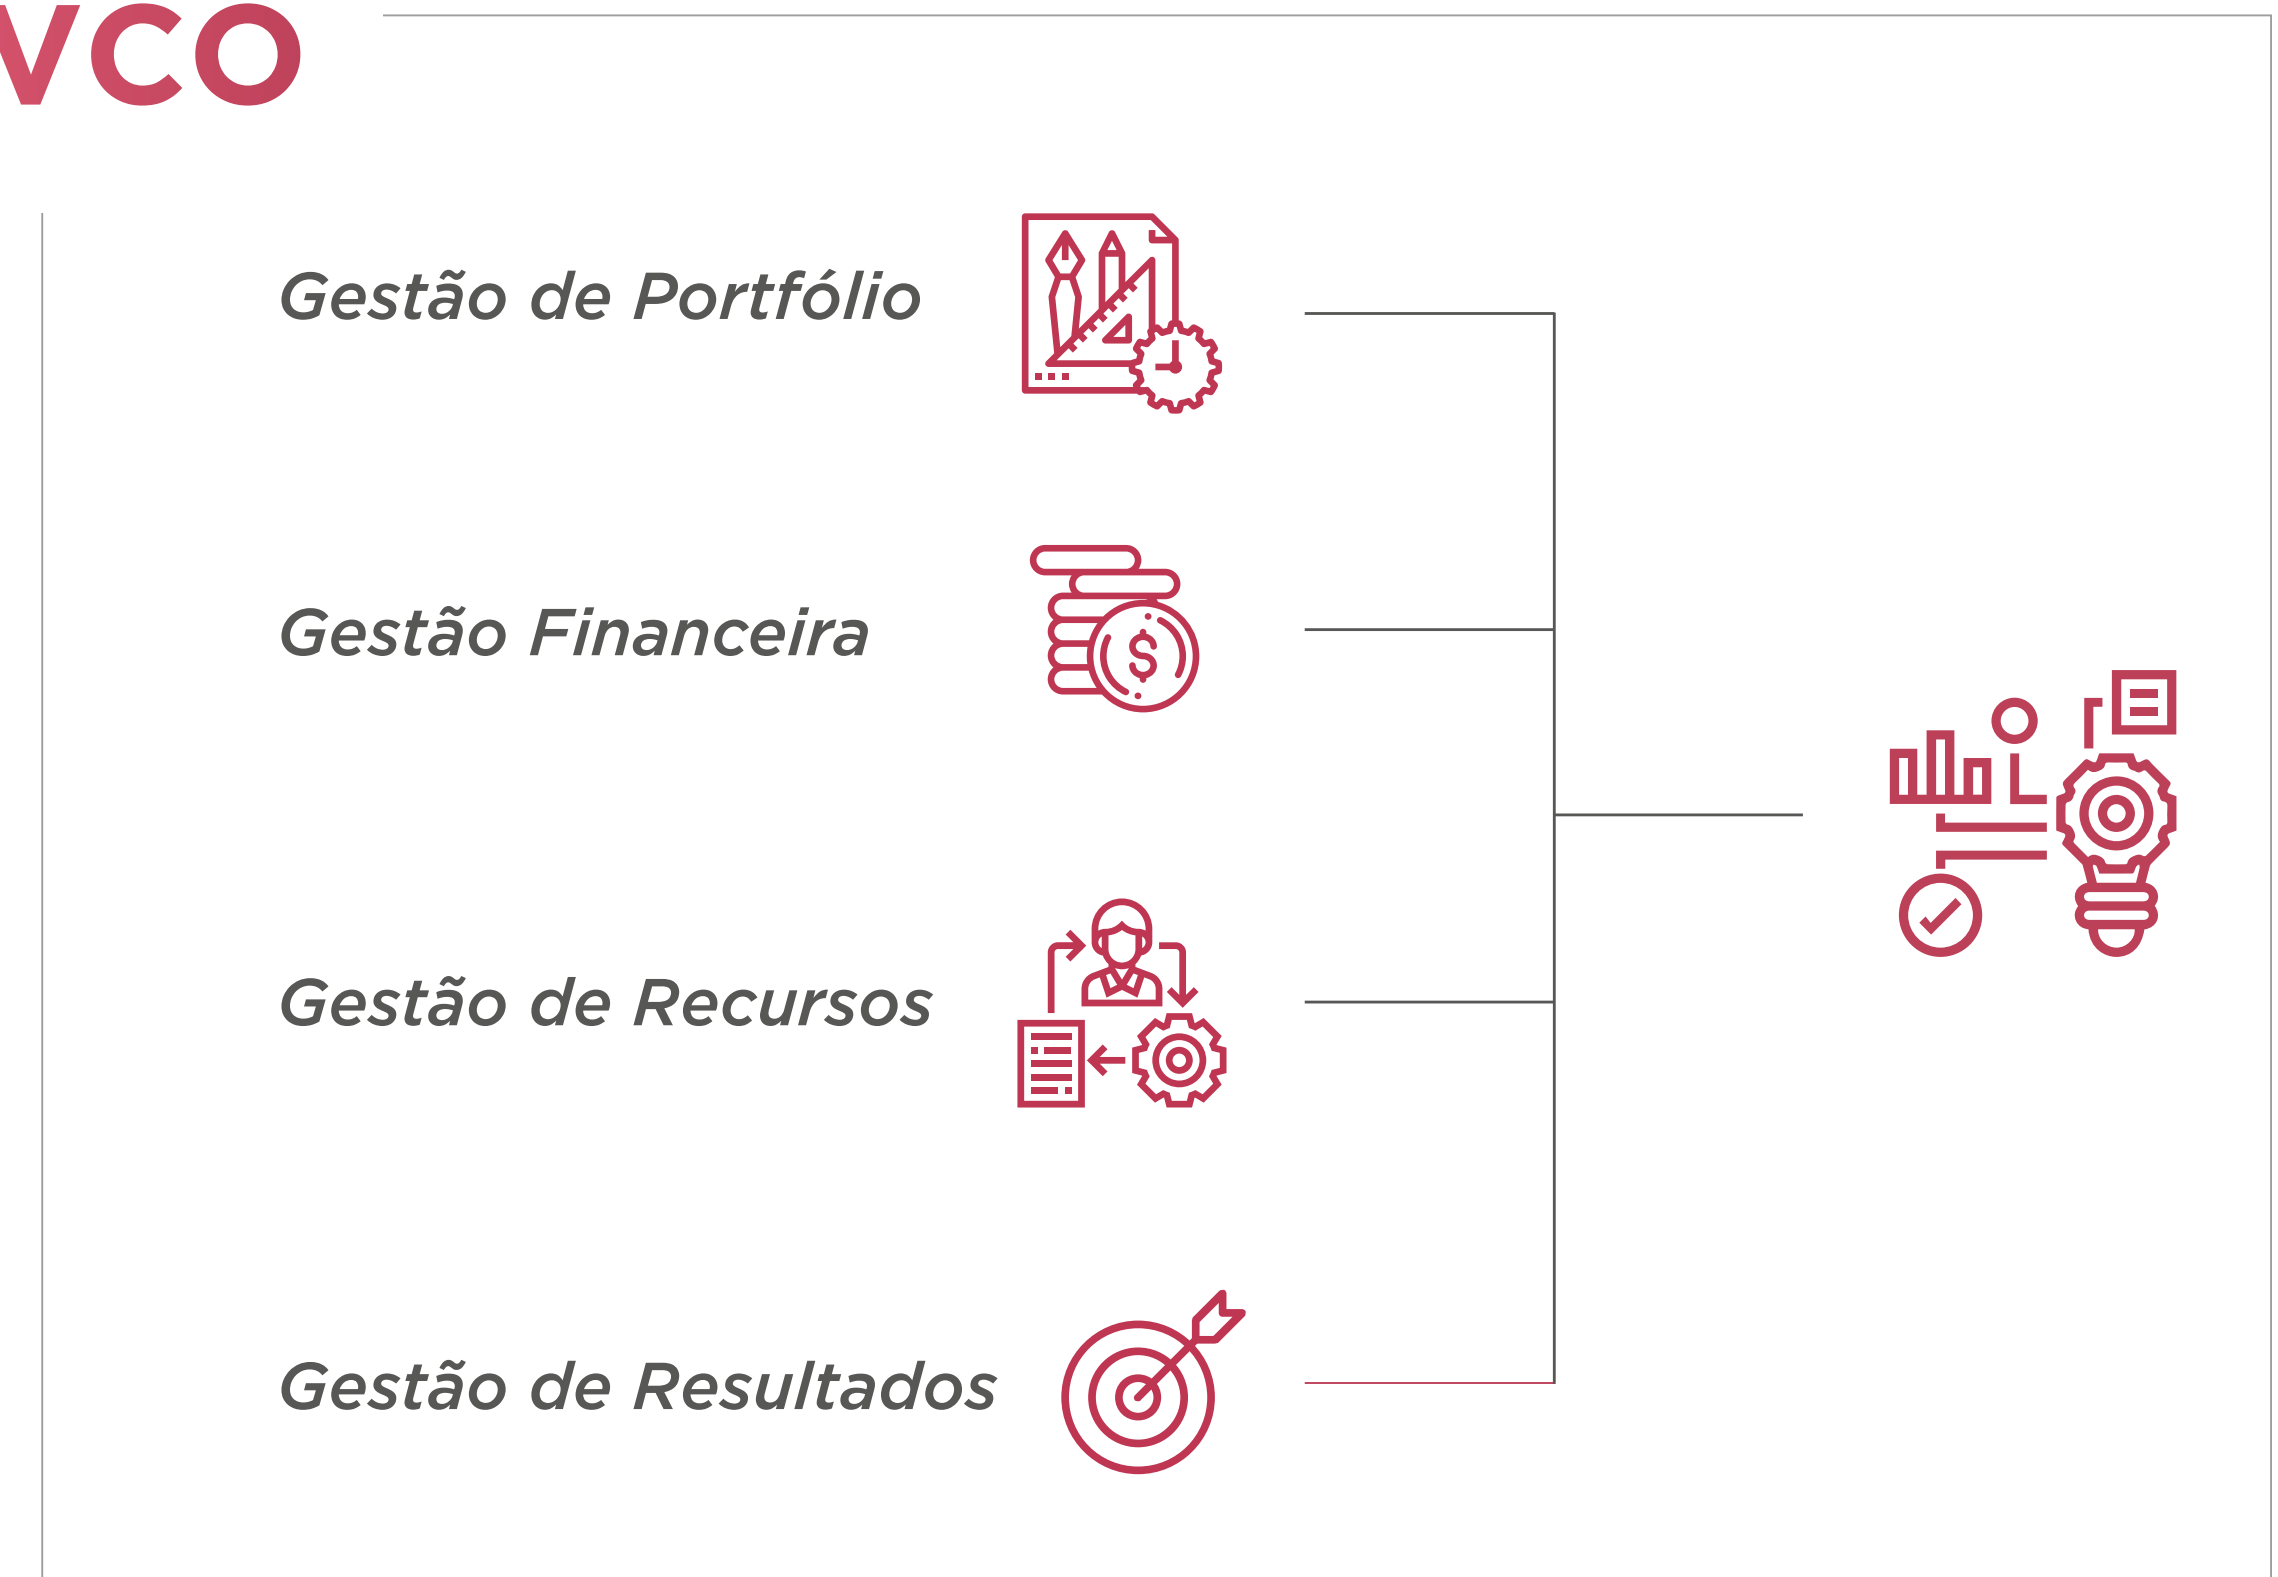 VCO
Gestão de Portfólio
Gestão Financeira
Gestão de Recursos
Gestão de Resultados